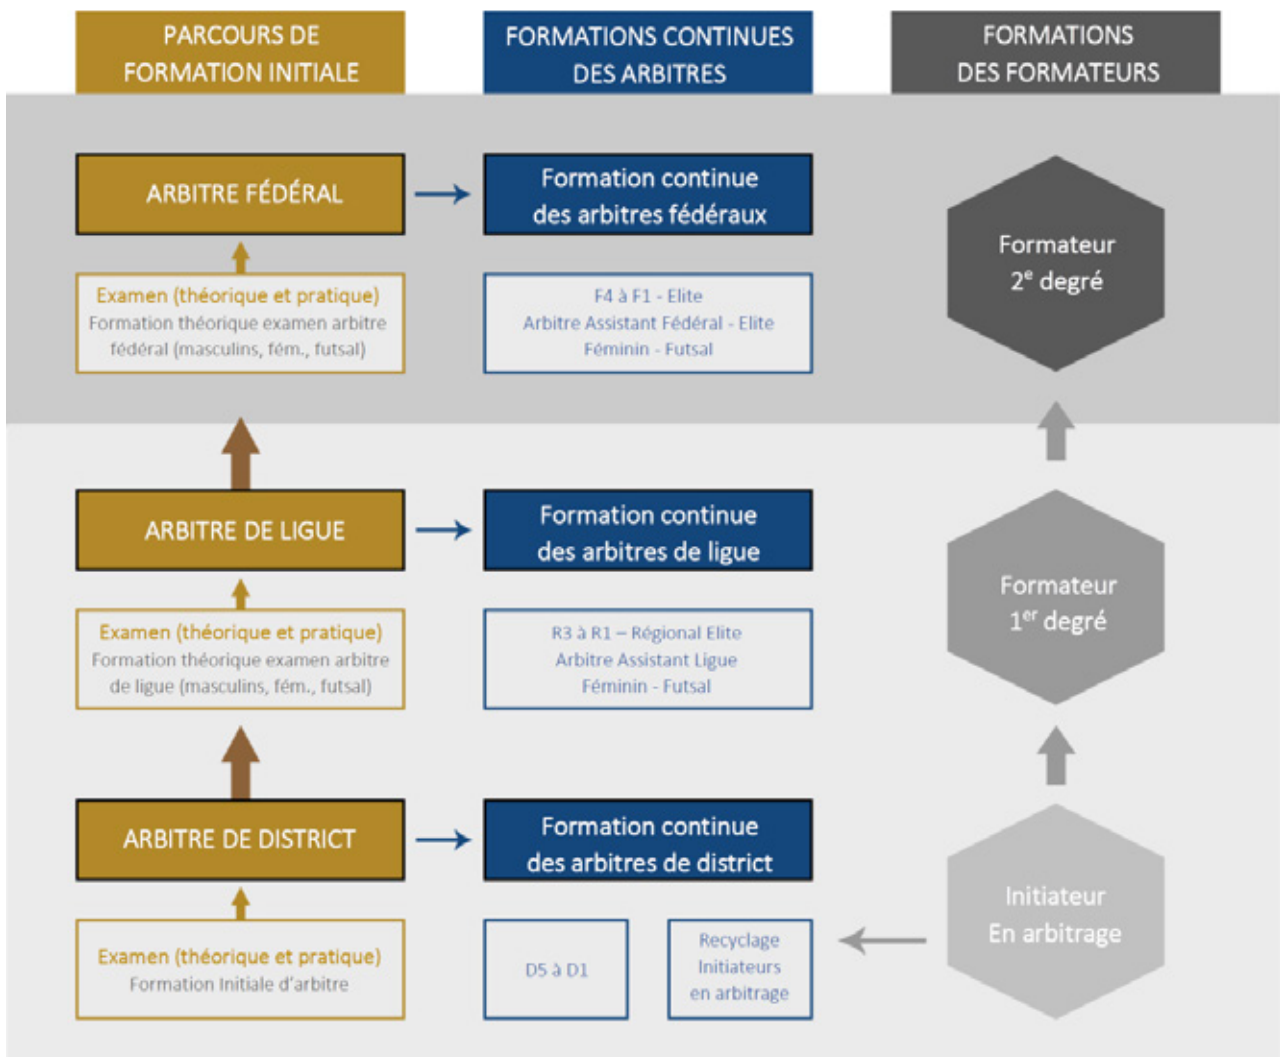 PARCOURS DE
FORMATION INITIALE
FORMATIONS CONTINUES
DES ARBITRES
FORMATIONS
DES FORMATEURS
ARBITRE FÉDÉRAL
Formation continue
des arbitres fédéraux
Examen (théorique et pratique)
Formation théorique examen arbitre
fédéral (masculins, fém., futsal)
F4 à F1 - Elite
Arbitre Assistant Fédéral - Elite
Féminin - Futsal
Formateur
2e degré
ARBITRE DE LIGUE
Formation continue
des arbitres de ligue
Examen (théorique et pratique)
Formation théorique examen arbitre
de ligue (masculins, fém., futsal)
R3 à R1 – Régional Elite
Arbitre Assistant Ligue
Féminin - Futsal
Formateur
1er degré
ARBITRE DE DISTRICT
Formation continue
des arbitres de district
Examen (théorique et pratique)
Formation Initiale d'arbitre
D5 à D1
Recyclage
Initiateurs
en arbitrage
Initiateur
En arbitrage